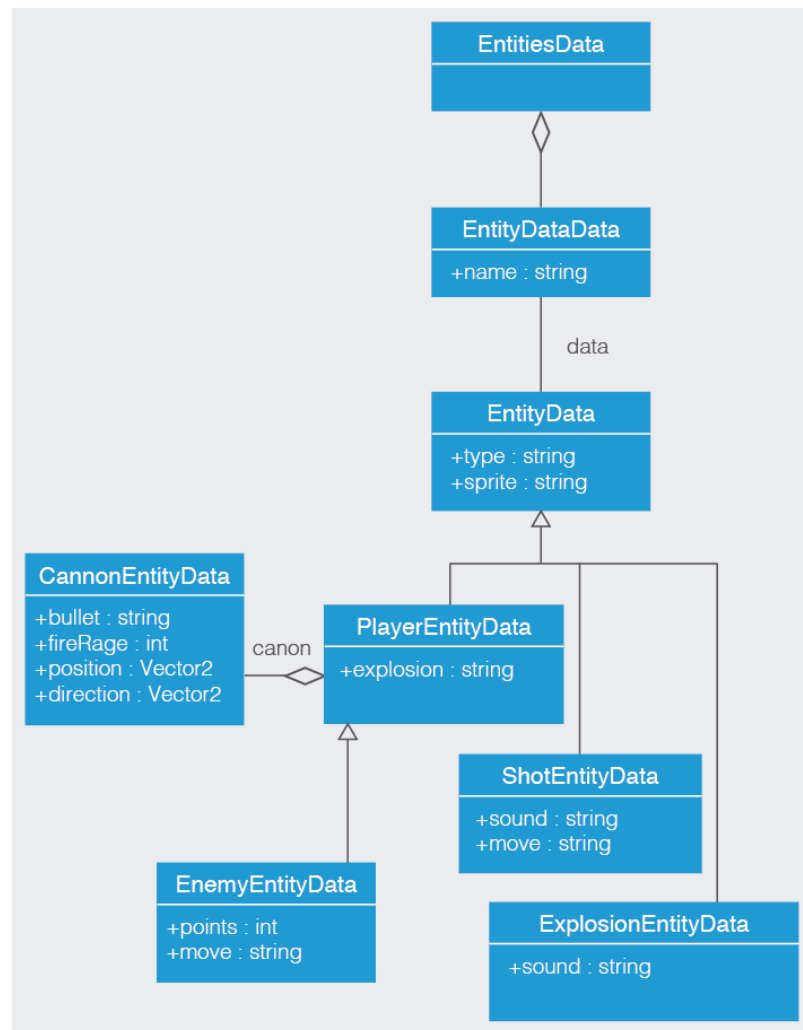 EntitiesData
EntityDataData
+name : string
data
EntityData
+type : string
+sprite : string
CannonEntityData
+bullet : string
+fireRage : int
+position : Vector2
+direction : Vector2
canon
PlayerEntityData
+explosion : string
ShotEntityData
+sound : string
+move : string
EnemyEntityData
+points : int
+move : string
ExplosionEntityData
+sound : string